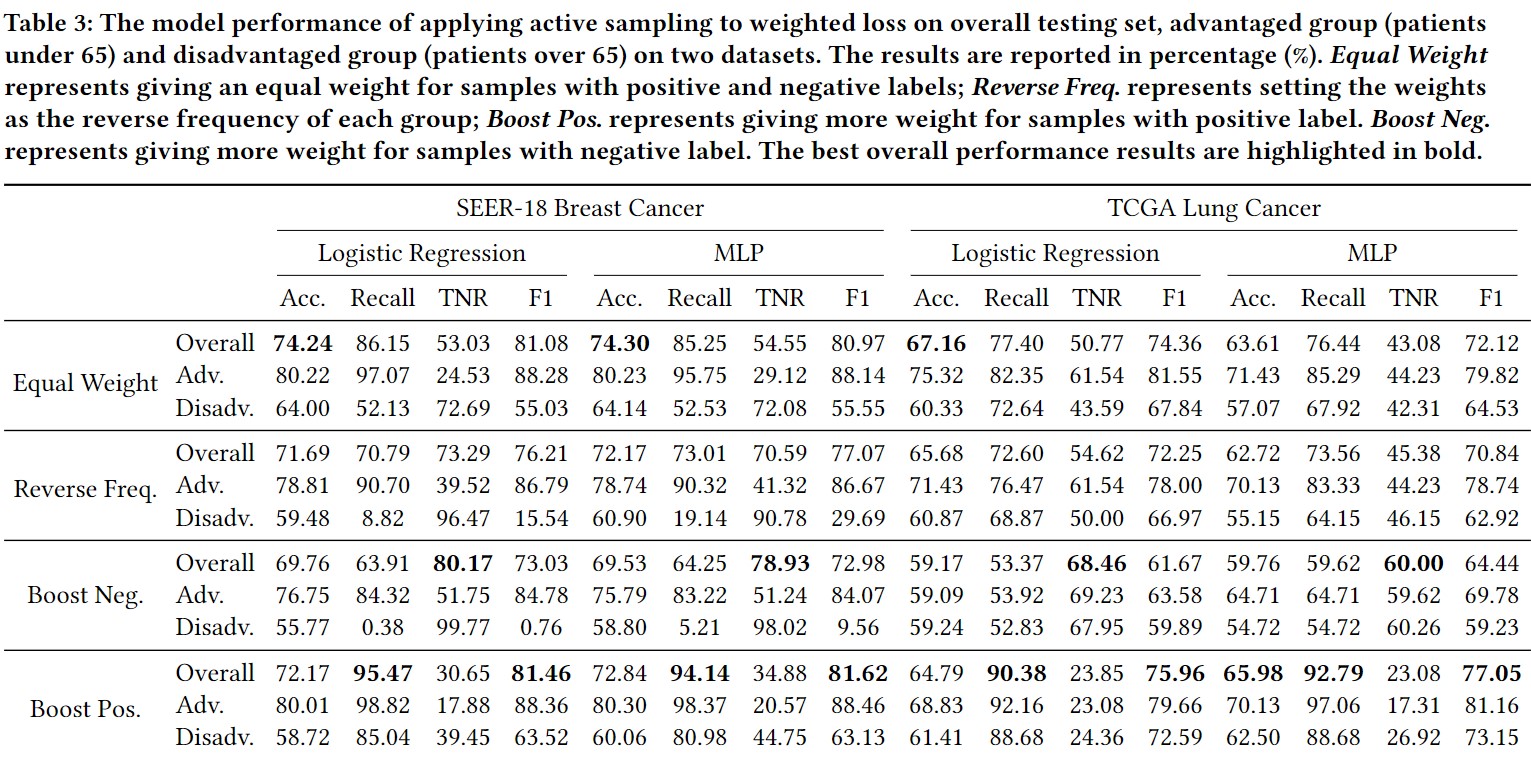 Table 3: The model performance of applying active sampling to weighted loss on overall testing set, advantaged group (patients
under 65) and disadvantaged group (patients over 65) on two datasets. The results are reported in percentage (%). Equal Weight
represents giving an equal weight for samples with positive and negative labels; Reverse Freq. represents setting the weights
as the reverse frequency of each group; Boost Pos. represents giving more weight for samples with positive label. Boost Neg.
represents giving more weight for samples with negative label. The best overall performance results are highlighted in bold.
SEER-18 Breast Cancer TCGA Lung Cancer
Logistic Regression MLP Logistic Regression MLP
Acc. Recall TNR F1 Acc. Recall TNR F1 Acc. Recall TNR F1 Acc. Recall TNR F1
Overall 74.24 86.15 53.03 81.08 74.30 85.25 54.55 80.97 67.16 77.40 50.77 74.36 63.61 76.44 43.08 72.12
Equal Weight Adv. 80.22 97.07 24.53 88.28 80.23 95.75 29.12 88.14 75.32 82.35 61.54 81.55 71.43 85.29 44.23 79.82
Disadv. 64.00 52.13 72.69 55.03 64.14 52.53 72.08 55.55 60.33 72.64 43.59 67.84 57.07 67.92 42.31 64.53
Overall 71.69 70.79 73.29 76.21 72.17 73.01 70.59 77.07 65.68 72.60 54.62 72.25 62.72 73.56 45.38 70.84
Reverse Freq. Adv. 78.81 90.70 39.52 86.79 78.74 90.32 41.32 86.67 71.43 76.47 61.54 78.00 70.13 83.33 44.23 78.74
Disadv. 59.48 8.82 96.47 15.54 60.90 19.14 90.78 29.69 60.87 68.87 50.00 66.97 55.15 64.15 46.15 62.92
Overall 69.76 63.91 80.17 73.03 69.53 64.25 78.93 72.98 59.17 53.37 68.46 61.67 59.76 59.62 60.00 64.44
Boost Neg. Adv. 76.75 84.32 51.75 84.78 75.79 83.22 51.24 84.07 59.09 53.92 69.23 63.58 64.71 64.71 59.62 69.78
Disadv. 55.77 0.38 99.77 0.76 58.80 5.21 98.02 9.56 59.24 52.83 67.95 59.89 54.72 54.72 60.26 59.23
Overall 72.17 95.47 30.65 81.46 72.84 94.14 34.88 81.62 64.79 90.38 23.85 75.96 65.98 92.79 23.08 77.05
Boost Pos. Adv. 80.01 98.82 17.88 88.36 80.30 98.37 20.57 88.46 68.83 92.16 23.08 79.66 70.13 97.06 17.31 81.16
Disadv. 58.72 85.04 39.45 63.52 60.06 80.98 44.75 63.13 61.41 88.68 24.36 72.59 62.50 88.68 26.92 73.15